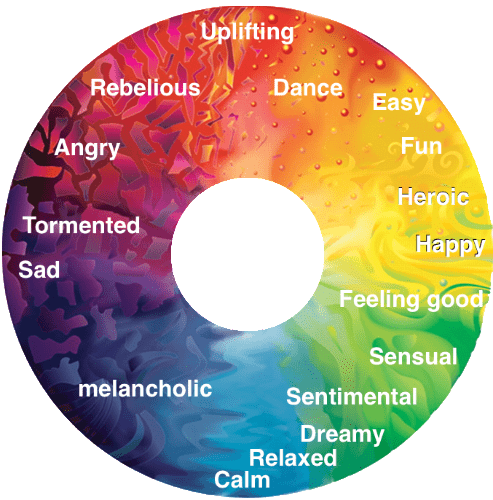 Uplifting
Rebelious
Dance
Easy
Angry
Fun
Heroic
Tormented
Happy
Sad
Feeling good
Sensual
melancholic
Sentimental
Dreamy
Relaxed
Calm